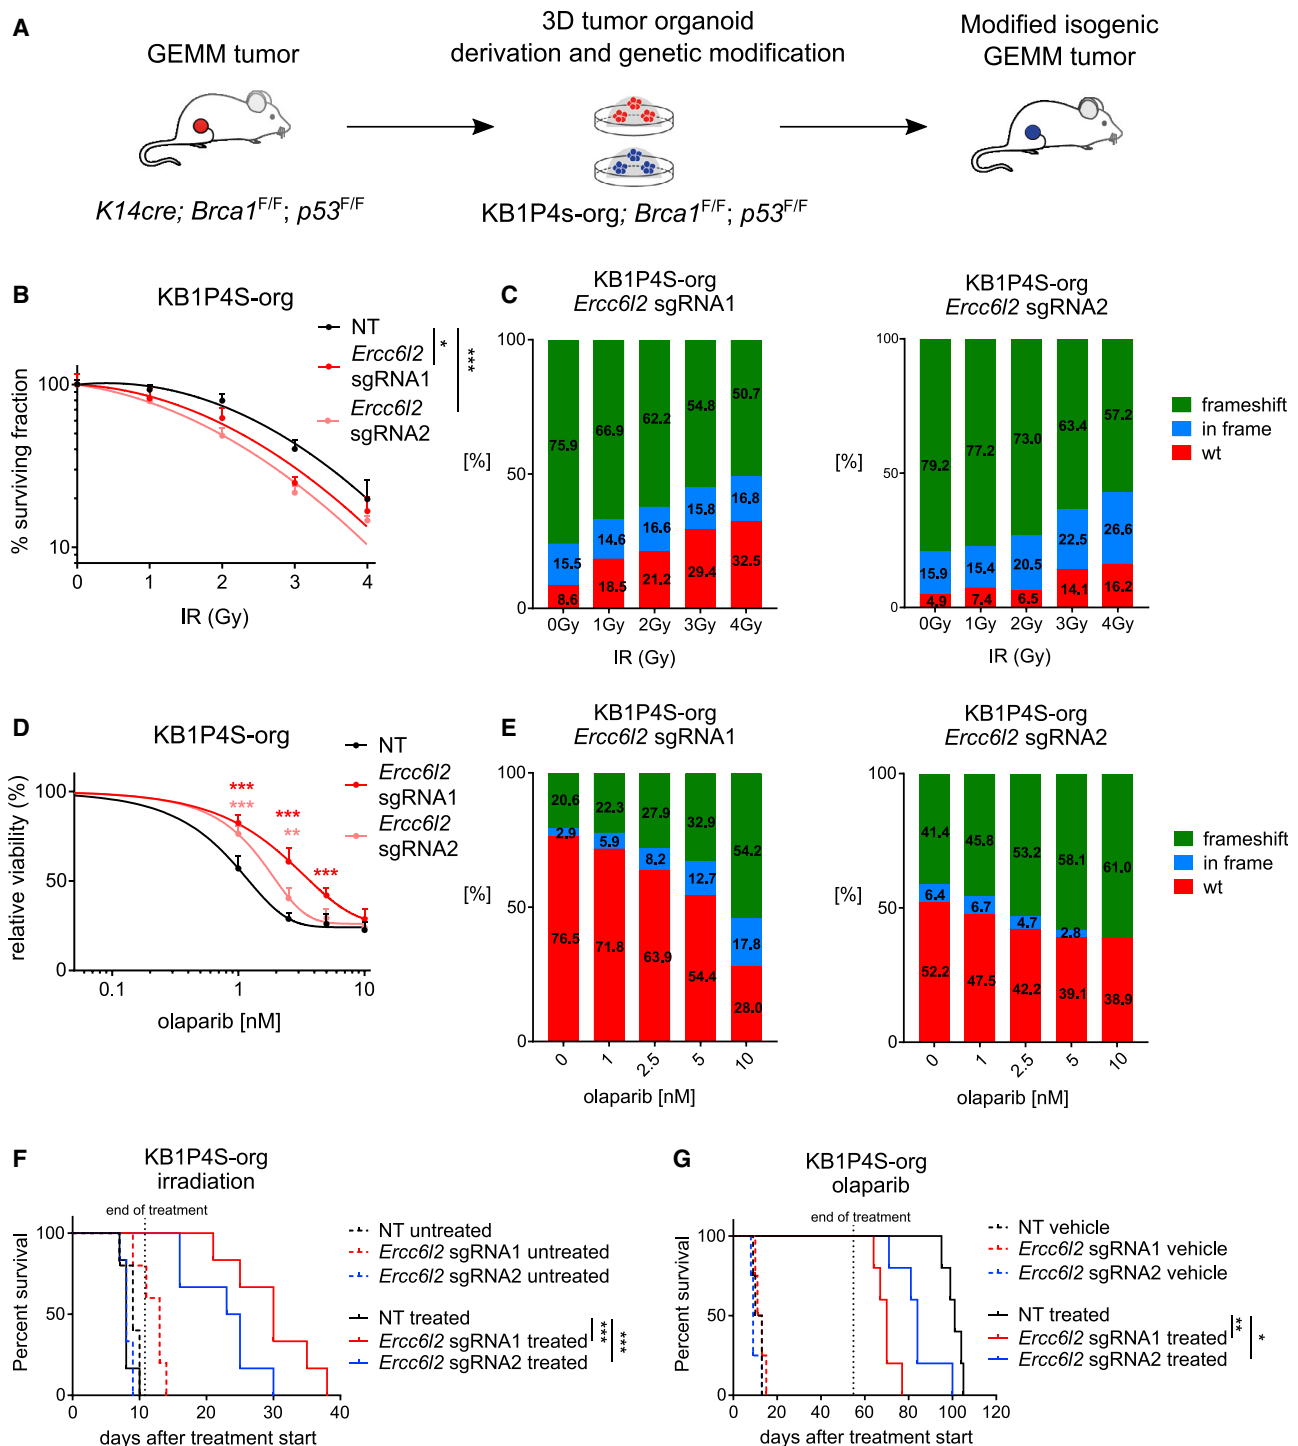 A
GEMM tumor
3D tumor organoid
derivation and genetic modification
Modified isogenic
GEMM tumor
K14cre; Brca1F/F; p53F/F
KB1P4s-org; Brca1F/F; p53F/F
B
KB1P4S-org
NT
Ercc6l2
sgRNA1
Ercc6l2
sgRNA2
*
***
% surviving fraction
100
10
0 1 2 3 4
IR (Gy)
C
KB1P4S-org
Ercc6l2 sgRNA1
[%]
100
50
0
75.9 66.9 62.2 54.8 50.7
15.5 14.6 16.6 15.8 16.8
8.6 18.5 21.2 29.4 32.5
0Gy 1Gy 2Gy 3Gy 4Gy
IR (Gy)
KB1P4S-org
Ercc6l2 sgRNA2
[%]
100
50
0
79.2 77.2 73.0 63.4 57.2
15.9 15.4 20.5 22.5 26.6
4.9 7.4 6.5 14.1 16.2
0Gy 1Gy 2Gy 3Gy 4Gy
IR (Gy)
frameshift
in frame
wt
D
KB1P4S-org
NT
Ercc6l2
sgRNA1
Ercc6l2
sgRNA2
relative viability (%)
100
50
0
*** *** ***
*** **
0.1 1 10
olaparib [nM]
E
KB1P4S-org
Ercc6l2 sgRNA1
[%]
100
50
0
20.6 22.3 27.9 32.9 54.2
2.9 5.9 8.2 12.7 17.8
76.5 71.8 63.9 54.4 28.0
0 1 2.5 5 10
olaparib [nM]
KB1P4S-org
Ercc6l2 sgRNA2
[%]
100
50
0
41.4 45.8 53.2 58.1 61.0
6.4 6.7 4.7 2.8
52.2 47.5 42.2 39.1 38.9
0 1 2.5 5 10
olaparib [nM]
frameshift
in frame
wt
F
KB1P4S-org
irradiation
end of treatment
Percent survival
100
50
0
0 10 20 30 40
days after treatment start
NT untreated
Ercc6l2 sgRNA1 untreated
Ercc6l2 sgRNA2 untreated
NT treated
Ercc6l2 sgRNA1 treated
Ercc6l2 sgRNA2 treated
***
***
G
KB1P4S-org
olaparib
end of treatment
Percent survival
100
50
0
0 20 40 60 80 100 120
days after treatment start
NT vehicle
Ercc6l2 sgRNA1 vehicle
Ercc6l2 sgRNA2 vehicle
NT treated
Ercc6l2 sgRNA1 treated
Ercc6l2 sgRNA2 treated
**
*